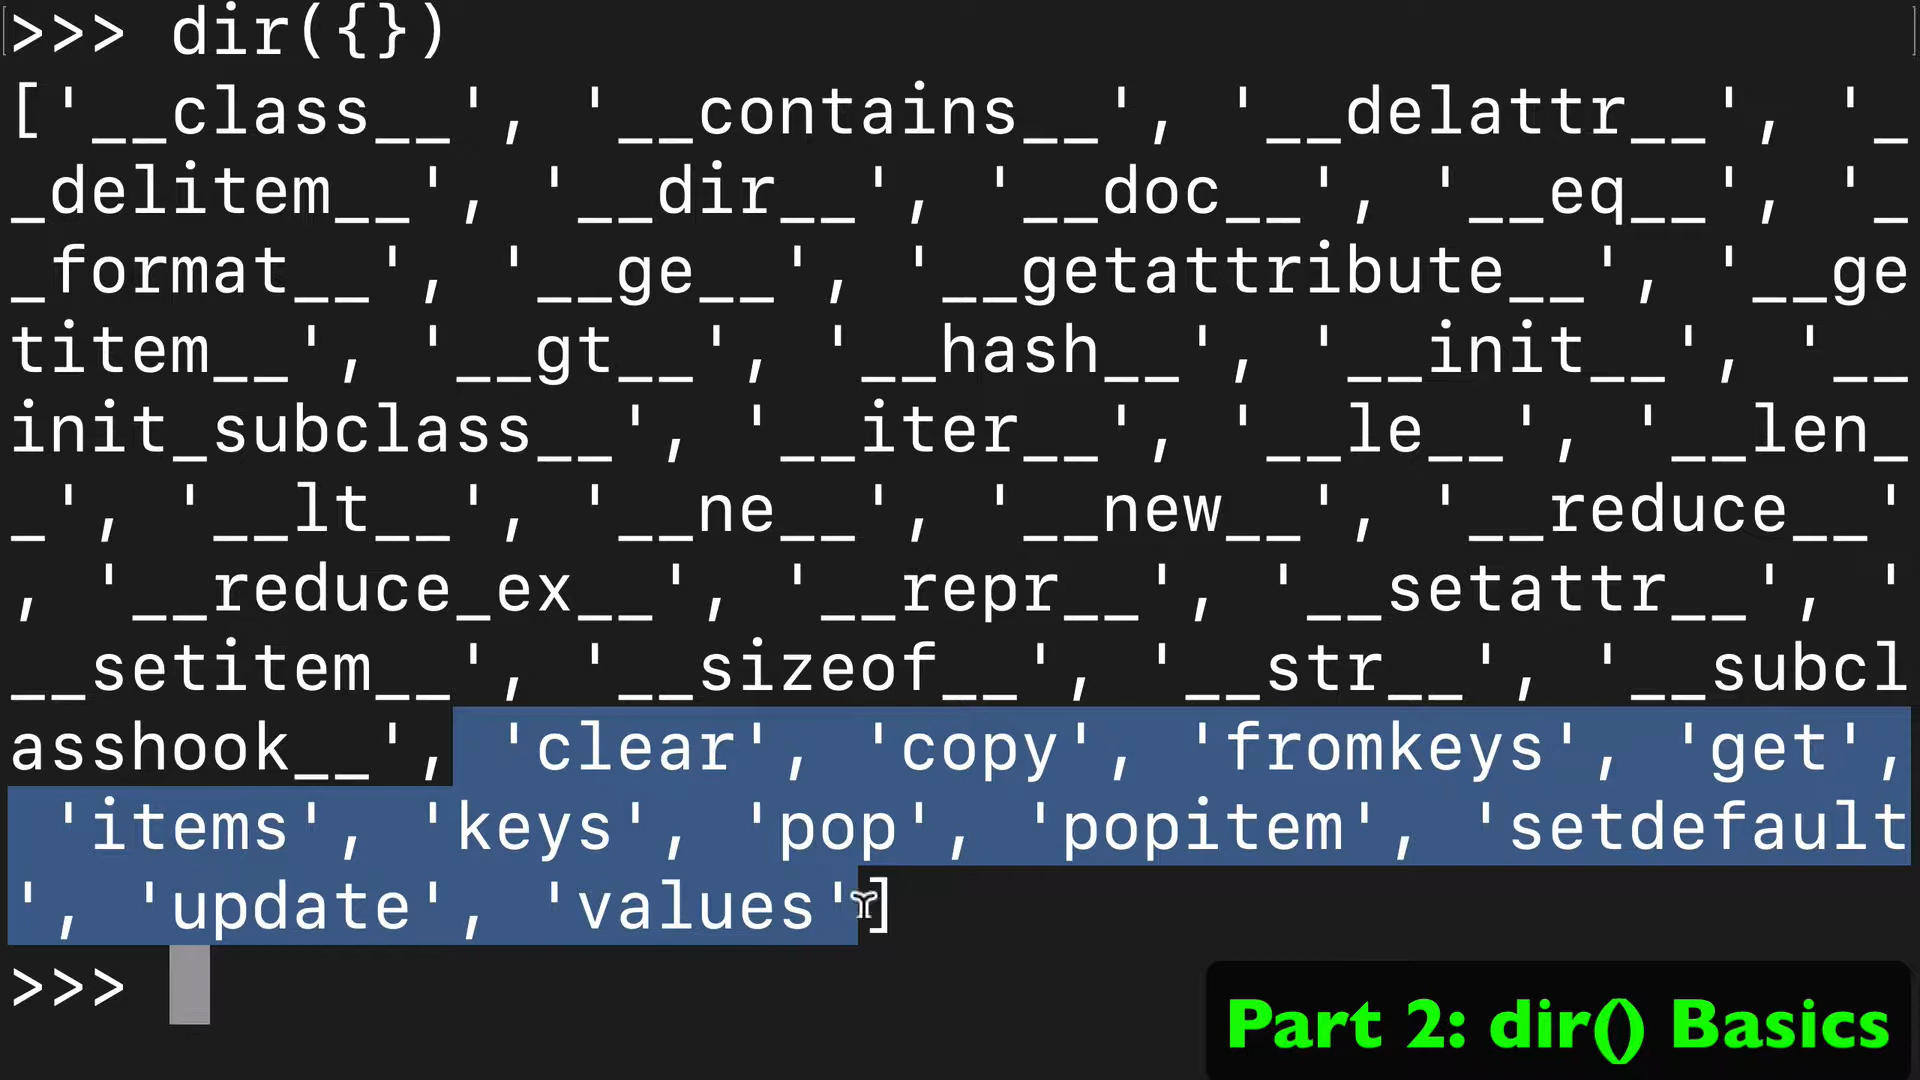 >>> dir({})
['__class__', '__contains__', '__delattr__', '_
_delitem__', '__dir__', '__doc__', '__eq__', '_
_format__', '__ge__', '__getattribute__', '__ge
titem__', '__gt__', '__hash__', '__init__', '__
init_subclass__', '__iter__', '__le__', '__len_
_', '__lt__', '__ne__', '__new__', '__reduce__'
, '__reduce_ex__', '__repr__', '__setattr__', '
__setitem__', '__sizeof__', '__str__', '__subcl
asshook__', 'clear', 'copy', 'fromkeys', 'get',
 'items', 'keys', 'pop', 'popitem', 'setdefault
', 'update', 'values']
>>>
Part 2: dir() Basics